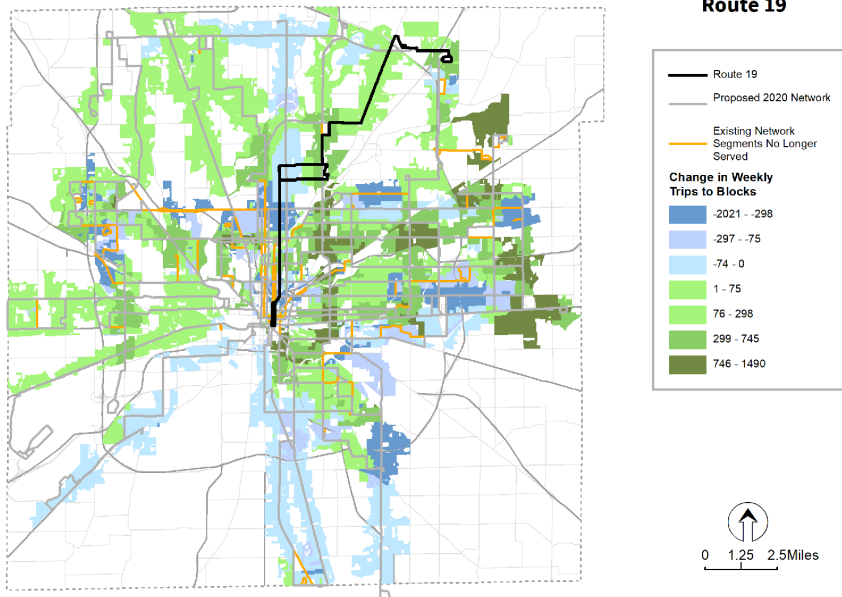 Route 19
Route 19
Proposed 2020 Network
Existing Network
Segments No Longer
Served
Change in Weekly
Trips to Blocks
-2021 - -298
-297 - -75
-74 - 0
1 - 75
76 - 298
299 - 745
746 - 1490
0 1.25 2.5Miles